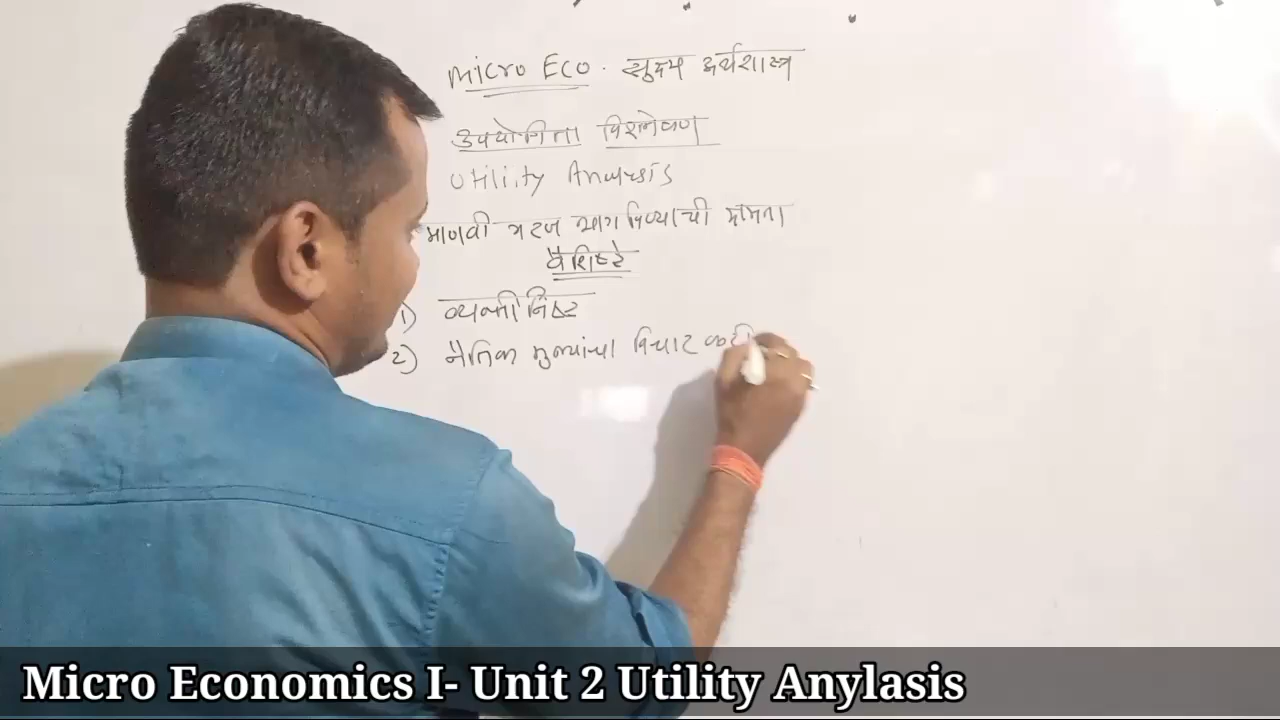 Micro Eco. सूक्ष्म अर्थशास्त्र
उपयोगिता विश्लेषण
Utility Analysis
मानवी गरज भागविण्याची क्षमता
वैशिष्टे
1) व्यक्तीनिष्ट
2) नैतिक मुल्यांचा विचार
Micro Economics I- Unit 2 Utility Anylasis